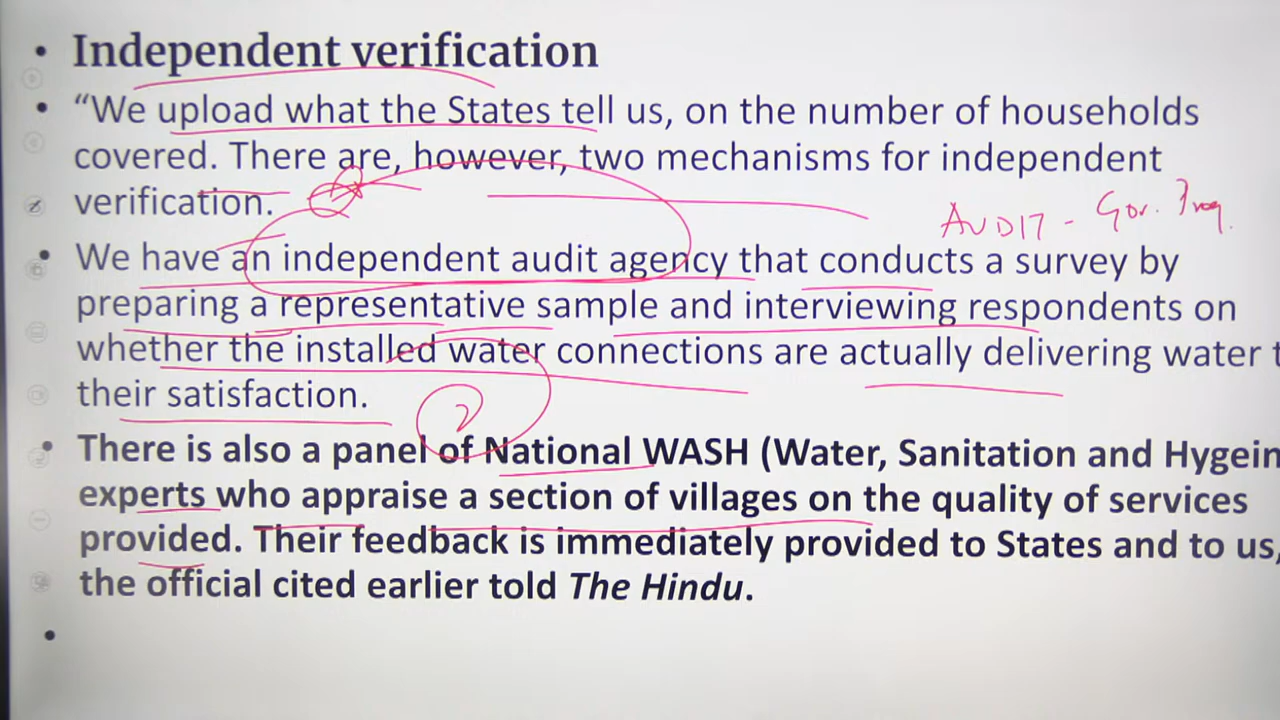 • Independent verification
• “We upload what the States tell us, on the number of households
covered. There are, however, two mechanisms for independent
verification.
AUDIT - Gov. Prog.
• We have an independent audit agency that conducts a survey by
preparing a representative sample and interviewing respondents on
whether the installed water connections are actually delivering water t
their satisfaction.
2
• There is also a panel of National WASH (Water, Sanitation and Hygein
experts who appraise a section of villages on the quality of services
provided. Their feedback is immediately provided to States and to us,
the official cited earlier told The Hindu.
•